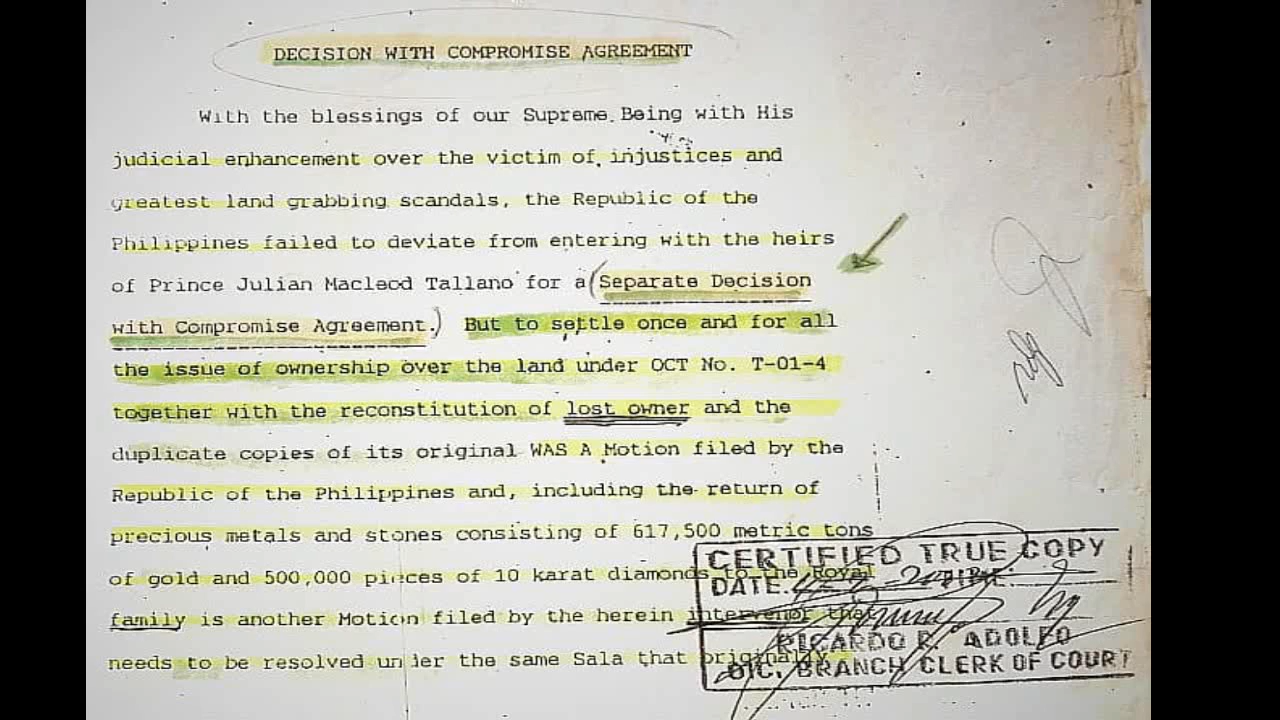 DECISION WITH COMPROMISE AGREEMENT
With the blessings of our Supreme Being with His
judicial enhancement over the victim of injustices and
greatest land grabbing scandals, the Republic of the
Philippines failed to deviate from entering with the heirs
of Prince Julian Macleod Tallano for a (Separate Decision
with Compromise Agreement.) But to settle once and for all
the issue of ownership over the land under OCT No. T-01-4
together with the reconstitution of lost owner and the
duplicate copies of its original WAS A Motion filed by the
Republic of the Philippines and, including the return of
precious metals and stones consisting of 617,500 metric tons
of gold and 500,000 pieces of 10 karat diamonds to the Royal
family is another Motion filed by the herein intervenor that
needs to be resolved under the same Sala that originally
CERTIFIED TRUE COPY
DATE: TIME:
RICARDO R. ADOLFO
OIC, BRANCH CLERK OF COURT